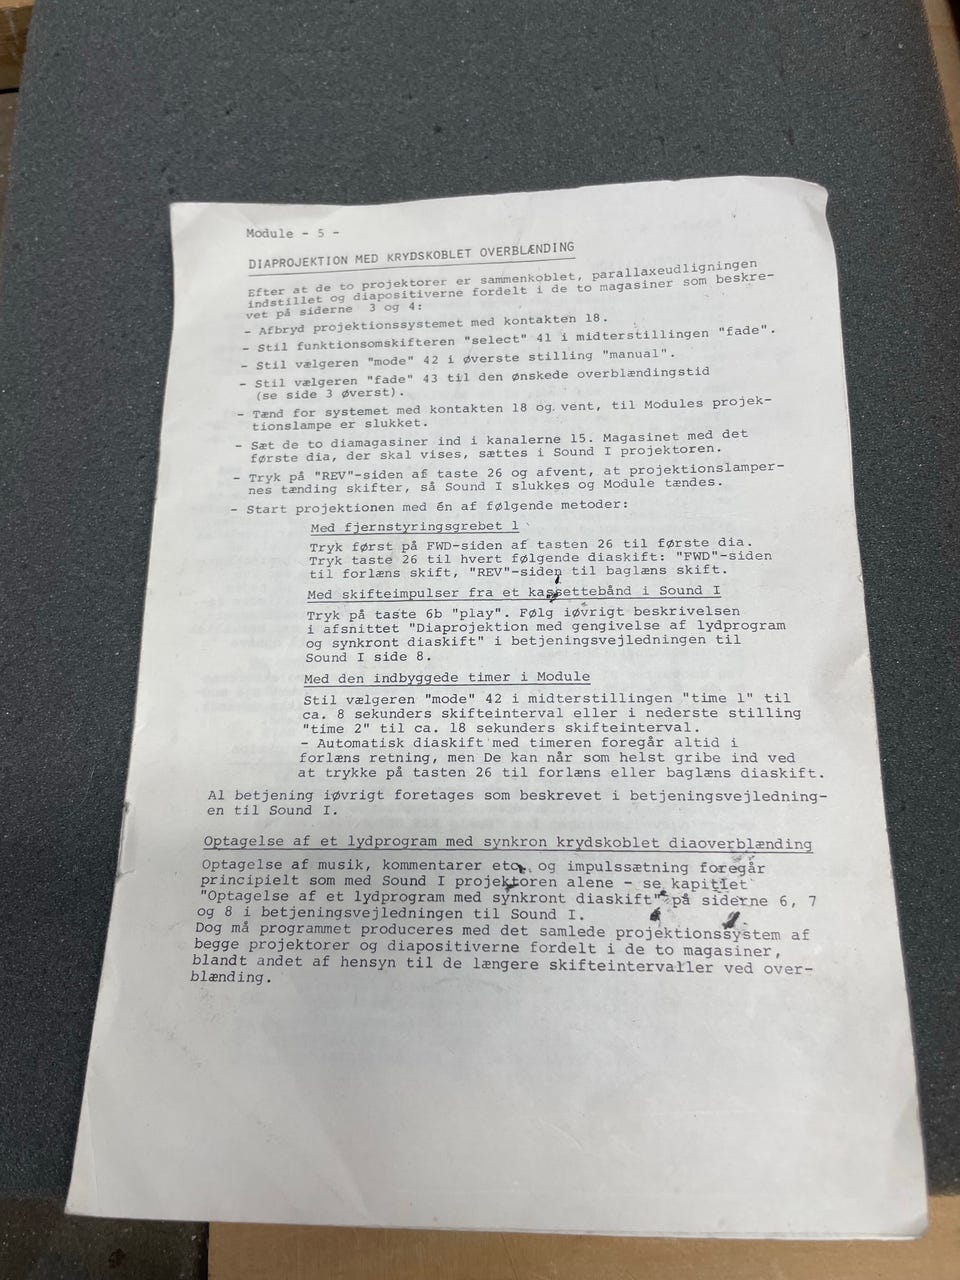 Module - 5 -
DIAPROJEKTION MED KRYDSKOBLET OVERBLÆNDING
Efter at de to projektorer er sammenkoblet, parallaxeudligningen
indstillet og diapositiverne fordelt i de to magasiner som beskre-
vet på siderne 3 og 4:
- Afbryd projektionssystemet med kontakten 18.
- Stil funktionsomskifteren "select" 41 i midterstillingen "fade".
- Stil vælgeren "mode" 42 i øverste stilling "manual".
- Stil vælgeren "fade" 43 til den ønskede overblændingstid
(se side 3 øverst).
- Tænd for systemet med kontakten 18 og vent, til Modules projek-
tionslampe er slukket.
- Sæt de to diamagasiner ind i kanalerne 15. Magasinet med det
første dia, der skal vises, sættes i Sound I projektoren.
- Tryk på "REV"-siden af taste 26 og afvent, at projektionslamper-
nes tænding skifter, så Sound I slukkes og Module tændes.
- Start projektionen med én af følgende metoder:
Med fjernstyringsgrebet l
Tryk først på FWD-siden af tasten 26 til første dia.
Tryk taste 26 til hvert følgende diaskift: "FWD"-siden
til forlæns skift, "REV"-siden til baglæns skift.
Med skifteimpulser fra et kassettebånd i Sound I
Tryk på taste 6b "play". Følg iøvrigt beskrivelsen
i afsnittet "Diaprojektion med gengivelse af lydprogram
og synkront diaskift" i betjeningsvejledningen til
Sound I side 8.
Med den indbyggede timer i Module
Stil vælgeren "mode" 42 i midterstillingen "time l" til
ca. 8 sekunders skifteinterval eller i nederste stilling
"time 2" til ca. 18 sekunders skifteinterval.
- Automatisk diaskift med timeren foregår altid i
forlæns retning, men De kan når som helst gribe ind ved
at trykke på tasten 26 til forlæns eller baglæns diaskift.
Al betjening iøvrigt foretages som beskrevet i betjeningsvejledning-
en til Sound I.
Optagelse af et lydprogram med synkron krydskoblet diaoverblænding
Optagelse af musik, kommentarer etc. og impulssætning foregår
principielt som med Sound I projektoren alene - se kapitlet
"Optagelse af et lydprogram med synkront diaskift" på siderne 6, 7
og 8 i betjeningsvejledningen til Sound I.
Dog må programmet produceres med det samlede projektionssystem af
begge projektorer og diapositiverne fordelt i de to magasiner,
blandt andet af hensyn til de længere skifteintervaller ved over-
blænding.